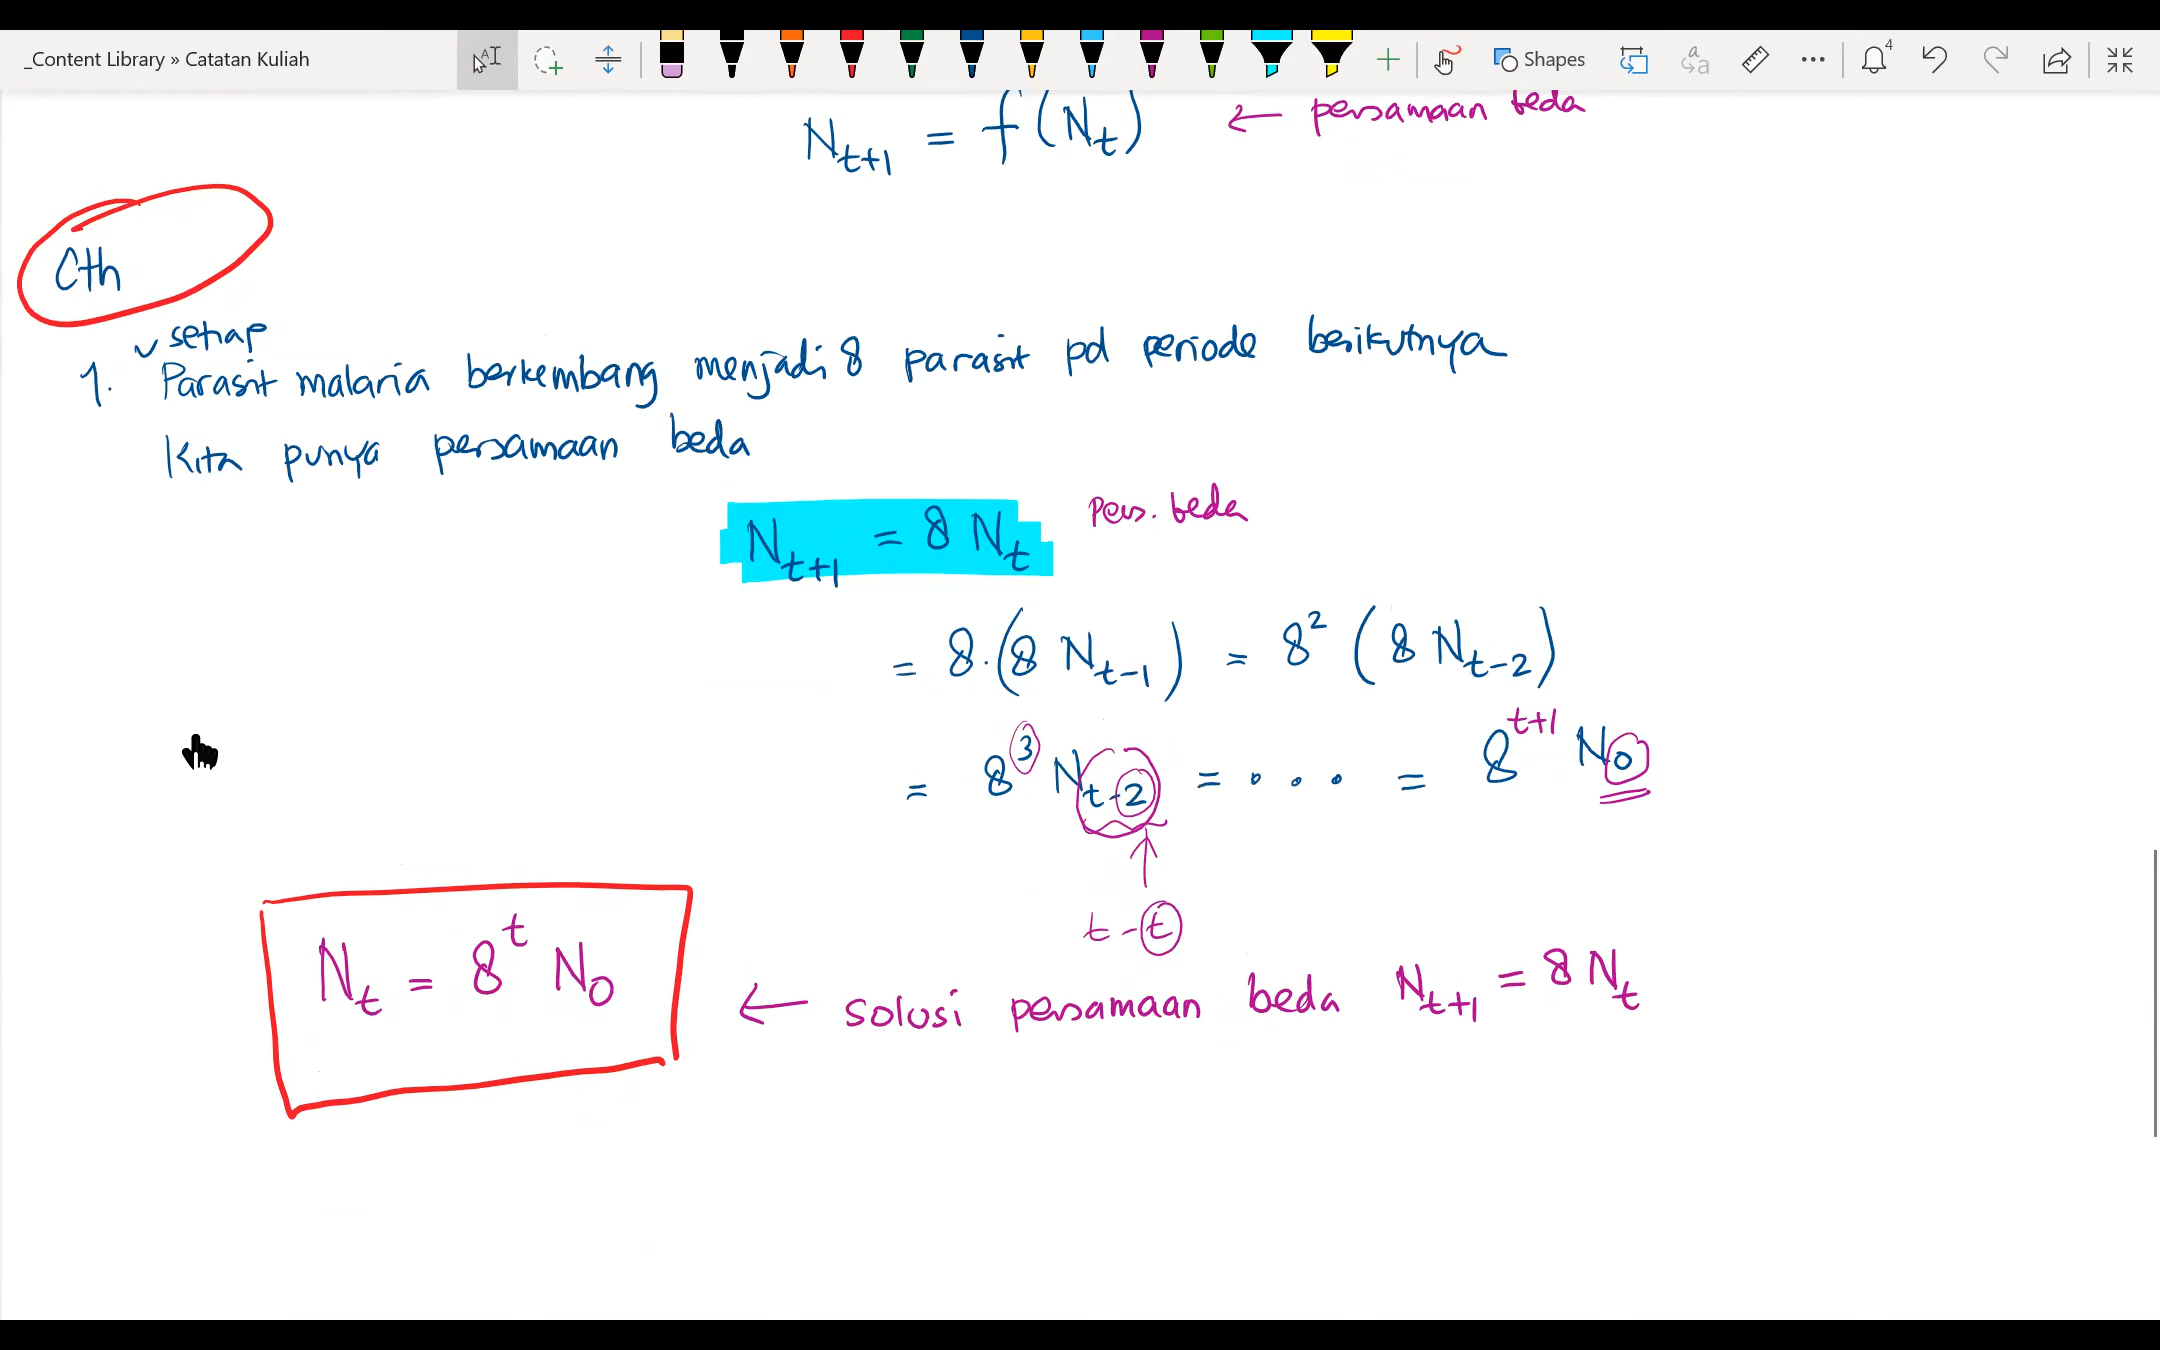 _Content Library » Catatan Kuliah
Shapes
4
N_{t+1} = f(N_t) ← persamaan beda
Cth
setiap
1. Parasit malaria berkembang menjadi 8 parasit pd periode berikutnya
Kita punya persamaan beda
N_{t+1} = 8 N_t Pers. beda
= 8.(8 N_{t-1}) = 8^2 (8 N_{t-2})
= 8^3 N_{t-2} = . . . = 8^{t+1} N_0
t - t
N_t = 8^t N_0 ← solusi persamaan beda N_{t+1} = 8 N_t